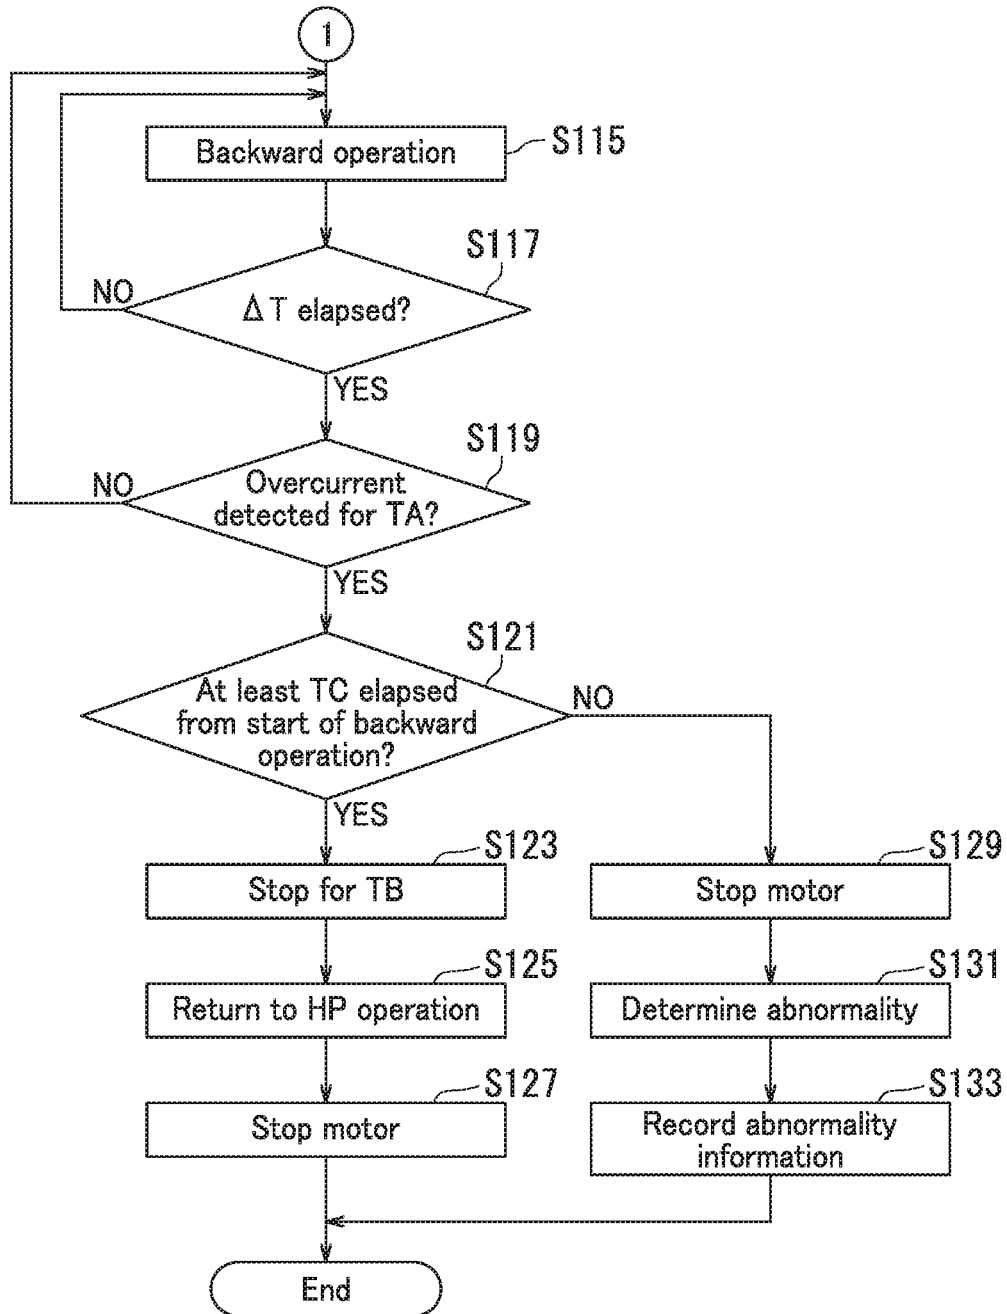 1
Backward operation
S115
S117
NO
Δ T elapsed?
YES
S119
NO
Overcurrent
detected for TA?
YES
S121
At least TC elapsed
from start of backward
operation?
NO
YES
S123
Stop for TB
S129
Stop motor
S125
Return to HP operation
S131
Determine abnormality
S127
Stop motor
S133
Record abnormality
information
End